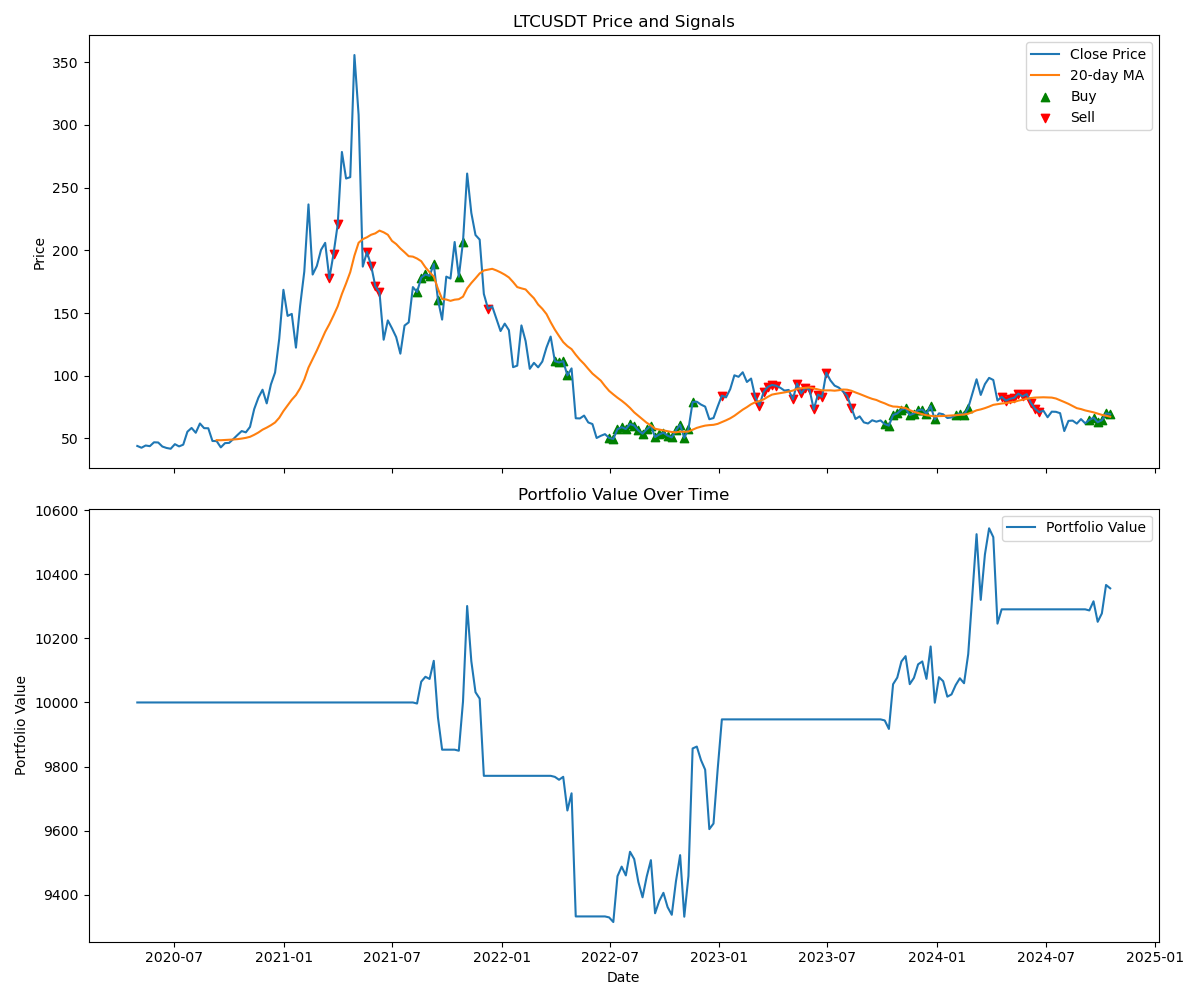 LTCUSDT Price and Signals
350
300
250
200
150
100
50
Price
Close Price
20-day MA
Buy
Sell
Portfolio Value Over Time
10600
10400
10200
10000
9800
9600
9400
Portfolio Value
Portfolio Value
2020-07
2021-01
2021-07
2022-01
2022-07
2023-01
2023-07
2024-01
2024-07
2025-01
Date